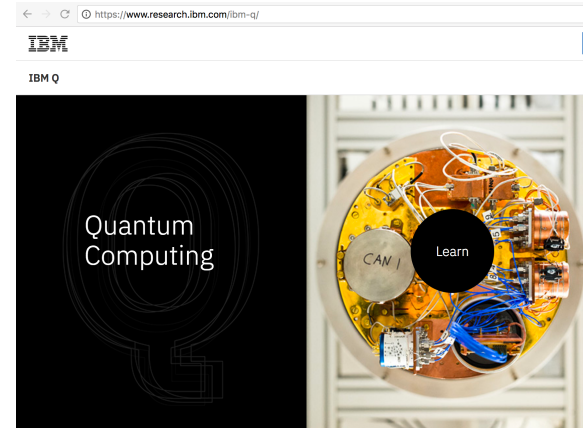 https://www.research.ibm.com/ibm-q/
IBM
IBM Q
Quantum
Computing
CAN 1
Learn